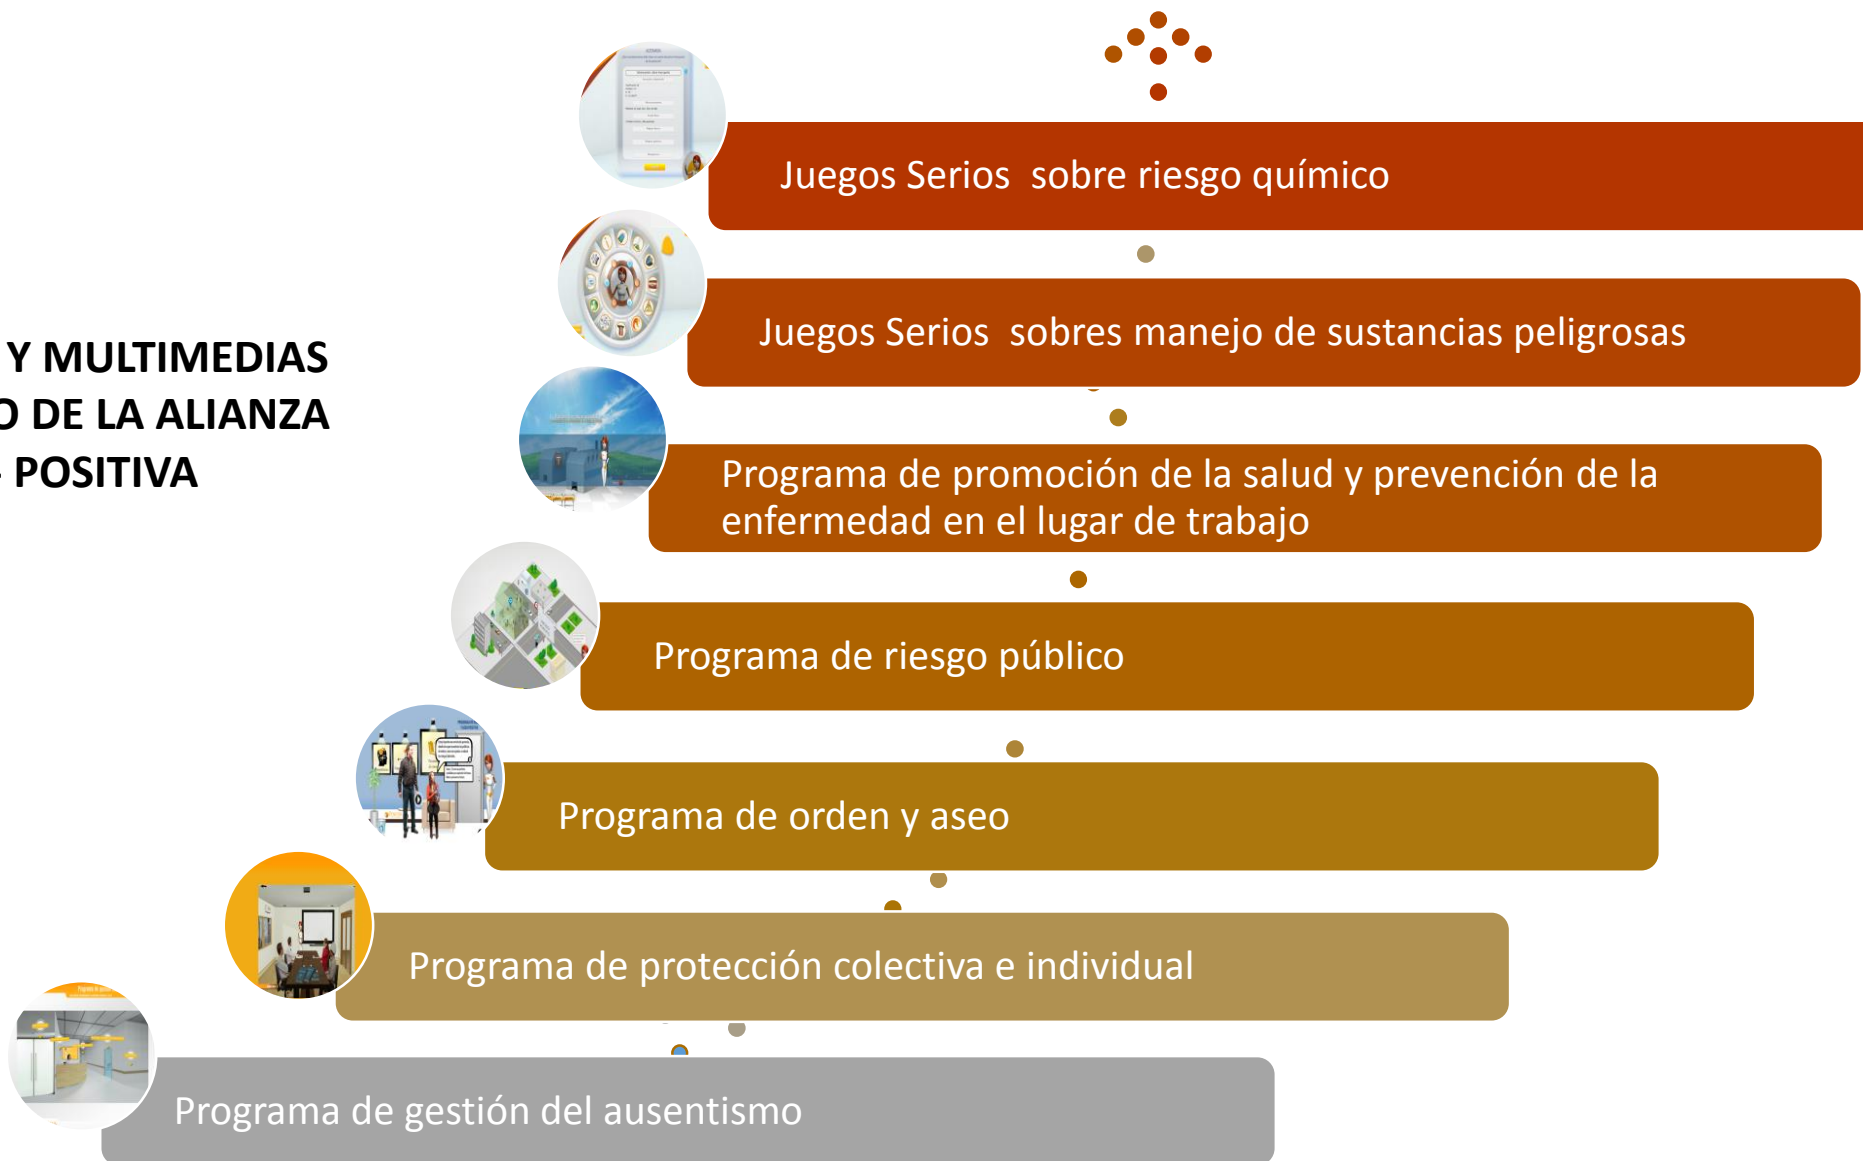 Juegos Serios  sobre riesgo químico
Juegos Serios  sobres manejo de sustancias peligrosas
Y MULTIMEDIAS
O DE LA ALIANZA
- POSITIVA
Programa de promoción de la salud y prevención de la
enfermedad en el lugar de trabajo
Programa de riesgo público
Programa de orden y aseo
Programa de protección colectiva e individual
Programa de gestión del ausentismo